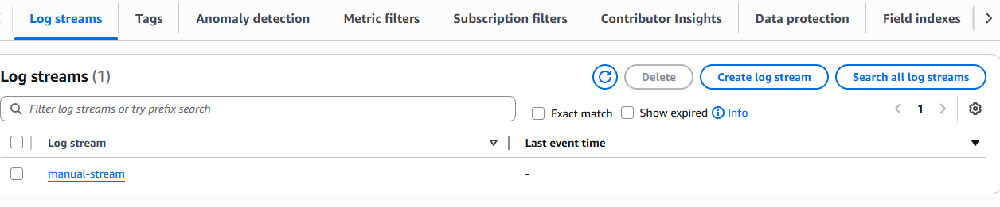 Log streams Tags Anomaly detection Metric filters Subscription filters Contributor Insights Data protection Field indexes
Log streams (1) Delete Create log stream Search all log streams
Filter log streams or try prefix search Exact match Show expired Info 1
Log stream Last event time
manual-stream -